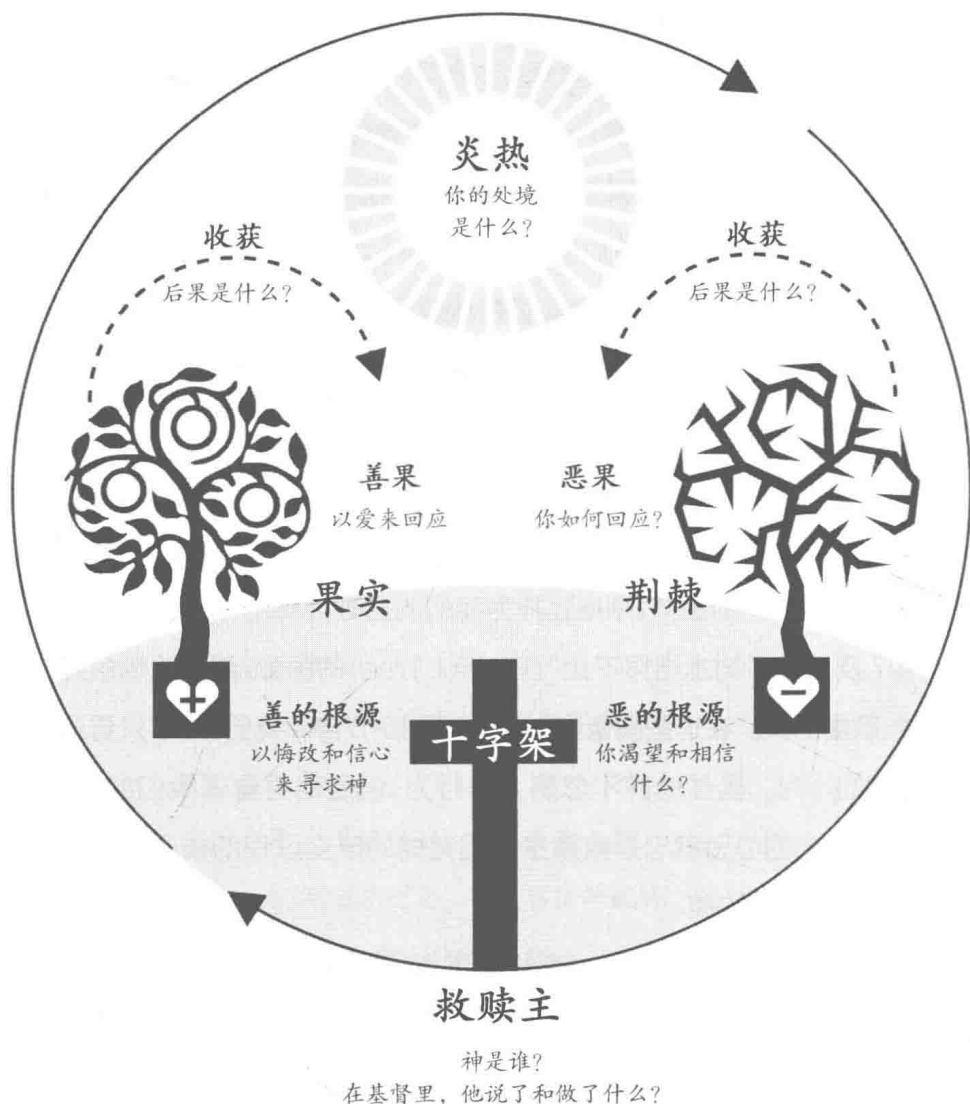 炎热
你的处境
是什么?
收获
后果是什么?
收获
后果是什么?
善果
以爱来回应
恶果
你如何回应?
果实
荆棘
善的根源
以悔改和信心
来寻求神
十字架
恶的根源
你渴望和相信
什么?
救赎主
神是谁?
在基督里，他说了和做了什么?